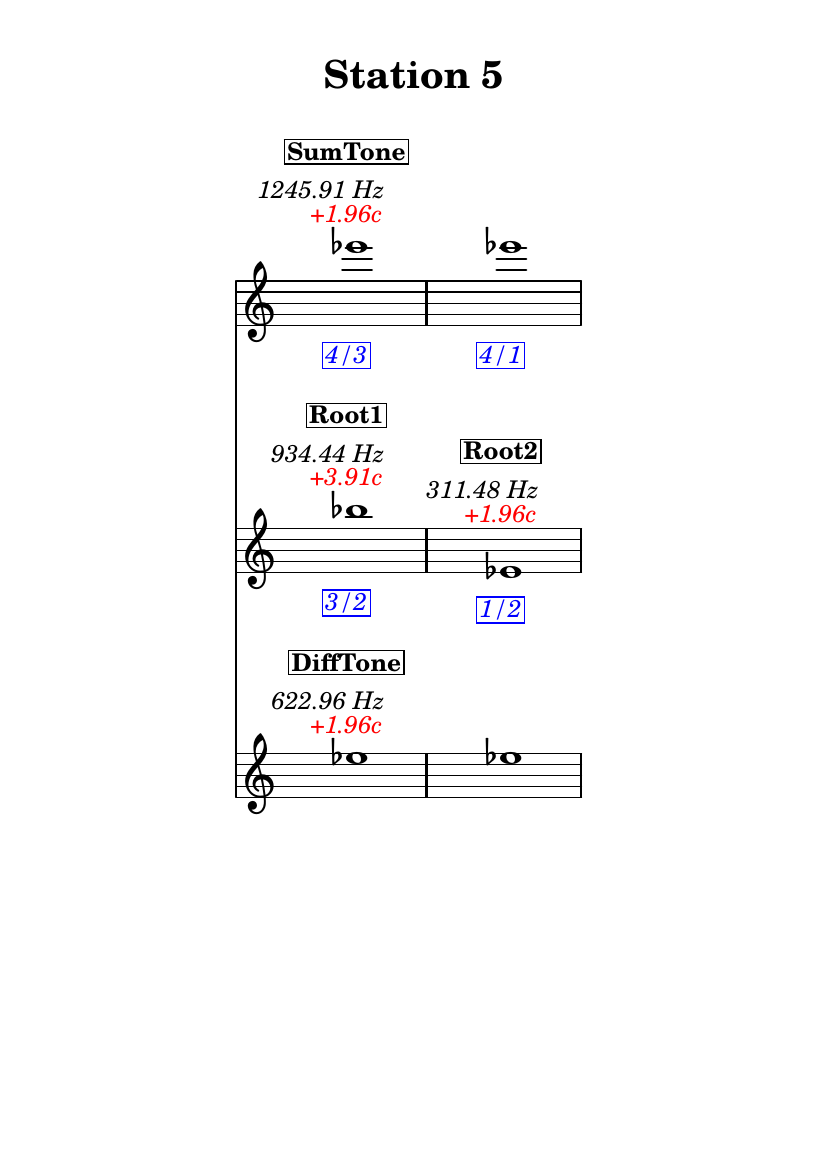 Station 5
SumTone
1245.91 Hz
+1.96c
4/3
4/1
Root1
934.44 Hz
+3.91c
3/2
Root2
311.48 Hz
+1.96c
1/2
DiffTone
622.96 Hz
+1.96c